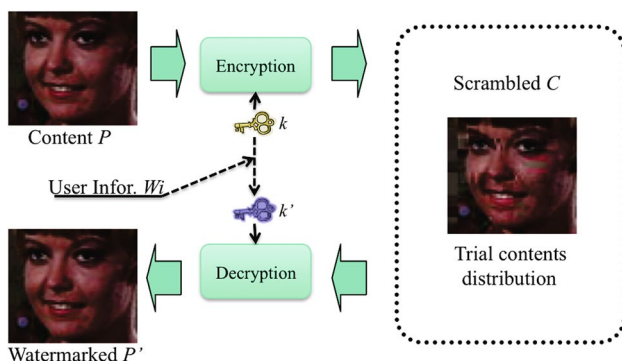 Encryption
Content P
k
User Infor. Wi
k'
Decryption
Watermarked P'
Scrambled C
Trial contents
distribution